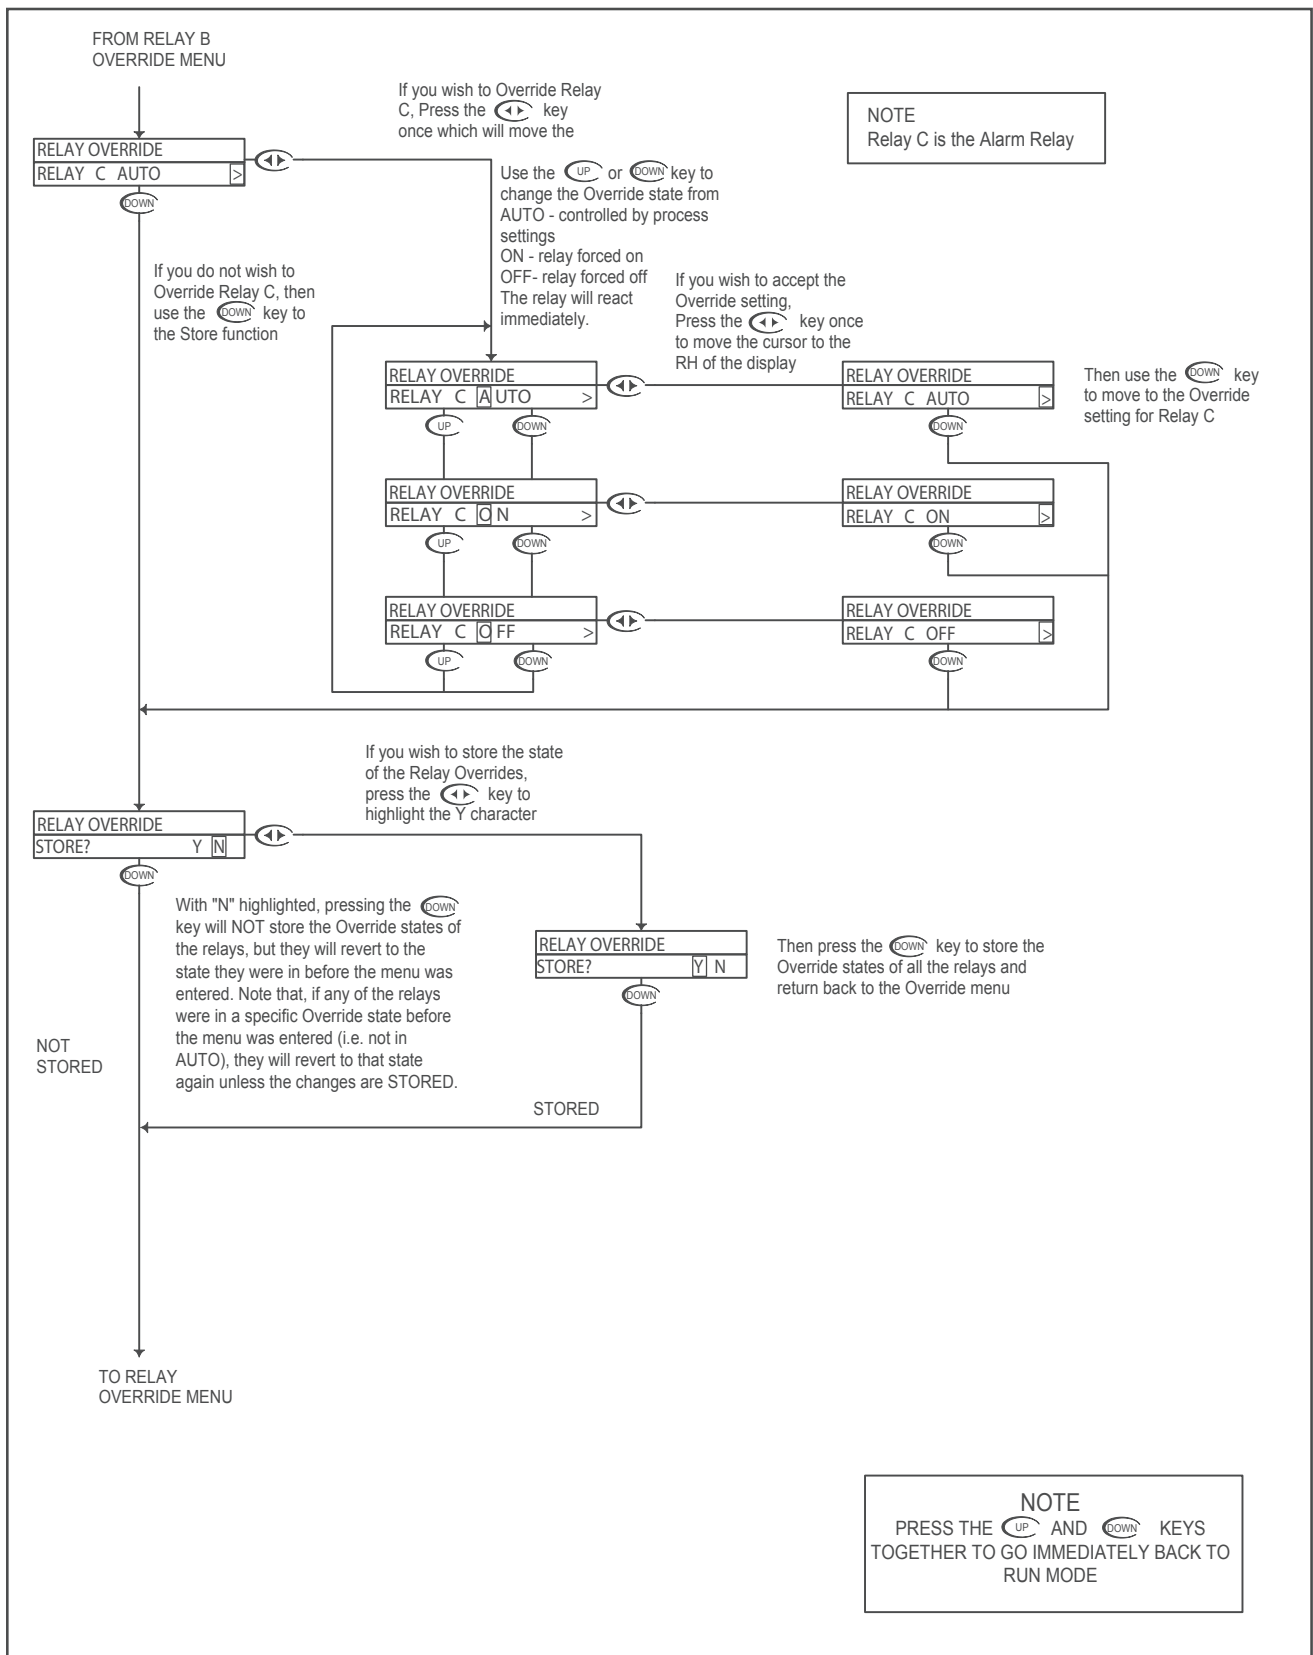 FROM RELAY B
OVERRIDE MENU
If you wish to Override Relay
C, Press the ◄► key
once which will move the
NOTE
Relay C is the Alarm Relay
RELAY OVERRIDE
RELAY C AUTO >
◄►
DOWN
Use the UP or DOWN key to
change the Override state from
AUTO - controlled by process
settings
ON - relay forced on
OFF- relay forced off
The relay will react
immediately.
If you do not wish to
Override Relay C, then
use the DOWN key to
the Store function
If you wish to accept the
Override setting,
Press the ◄► key once
to move the cursor to the
RH of the display
RELAY OVERRIDE
RELAY C AUTO >
◄►
UP DOWN
RELAY OVERRIDE
RELAY C AUTO >
DOWN
Then use the DOWN key
to move to the Override
setting for Relay C
RELAY OVERRIDE
RELAY C ON >
◄►
UP DOWN
RELAY OVERRIDE
RELAY C ON >
DOWN
RELAY OVERRIDE
RELAY C OFF >
◄►
UP DOWN
RELAY OVERRIDE
RELAY C OFF >
DOWN
If you wish to store the state
of the Relay Overrides,
press the ◄► key to
highlight the Y character
RELAY OVERRIDE
STORE? Y N
◄►
DOWN
With "N" highlighted, pressing the DOWN
key will NOT store the Override states of
the relays, but they will revert to the
state they were in before the menu was
entered. Note that, if any of the relays
were in a specific Override state before
the menu was entered (i.e. not in
AUTO), they will revert to that state
again unless the changes are STORED.
RELAY OVERRIDE
STORE? Y N
DOWN
Then press the DOWN key to store the
Override states of all the relays and
return back to the Override menu
NOT
STORED
STORED
TO RELAY
OVERRIDE MENU
NOTE
PRESS THE UP AND DOWN KEYS
TOGETHER TO GO IMMEDIATELY BACK TO
RUN MODE